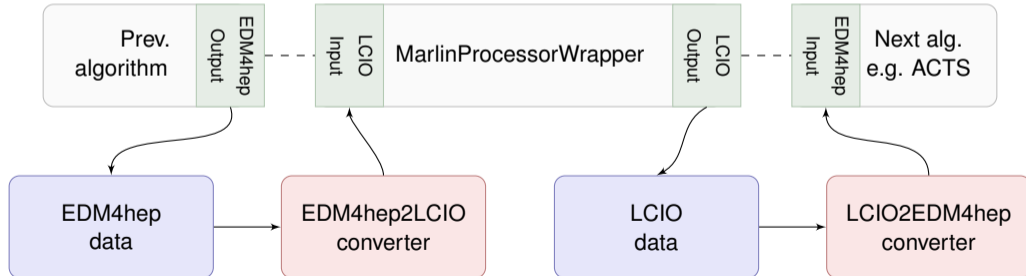 Prev.
algorithm
EDM4hep
Output
LCIO
Input
MarlinProcessorWrapper
LCIO
Output
EDM4hep
Input
Next alg.
e.g. ACTS
EDM4hep
data
EDM4hep2LCIO
converter
LCIO
data
LCIO2EDM4hep
converter